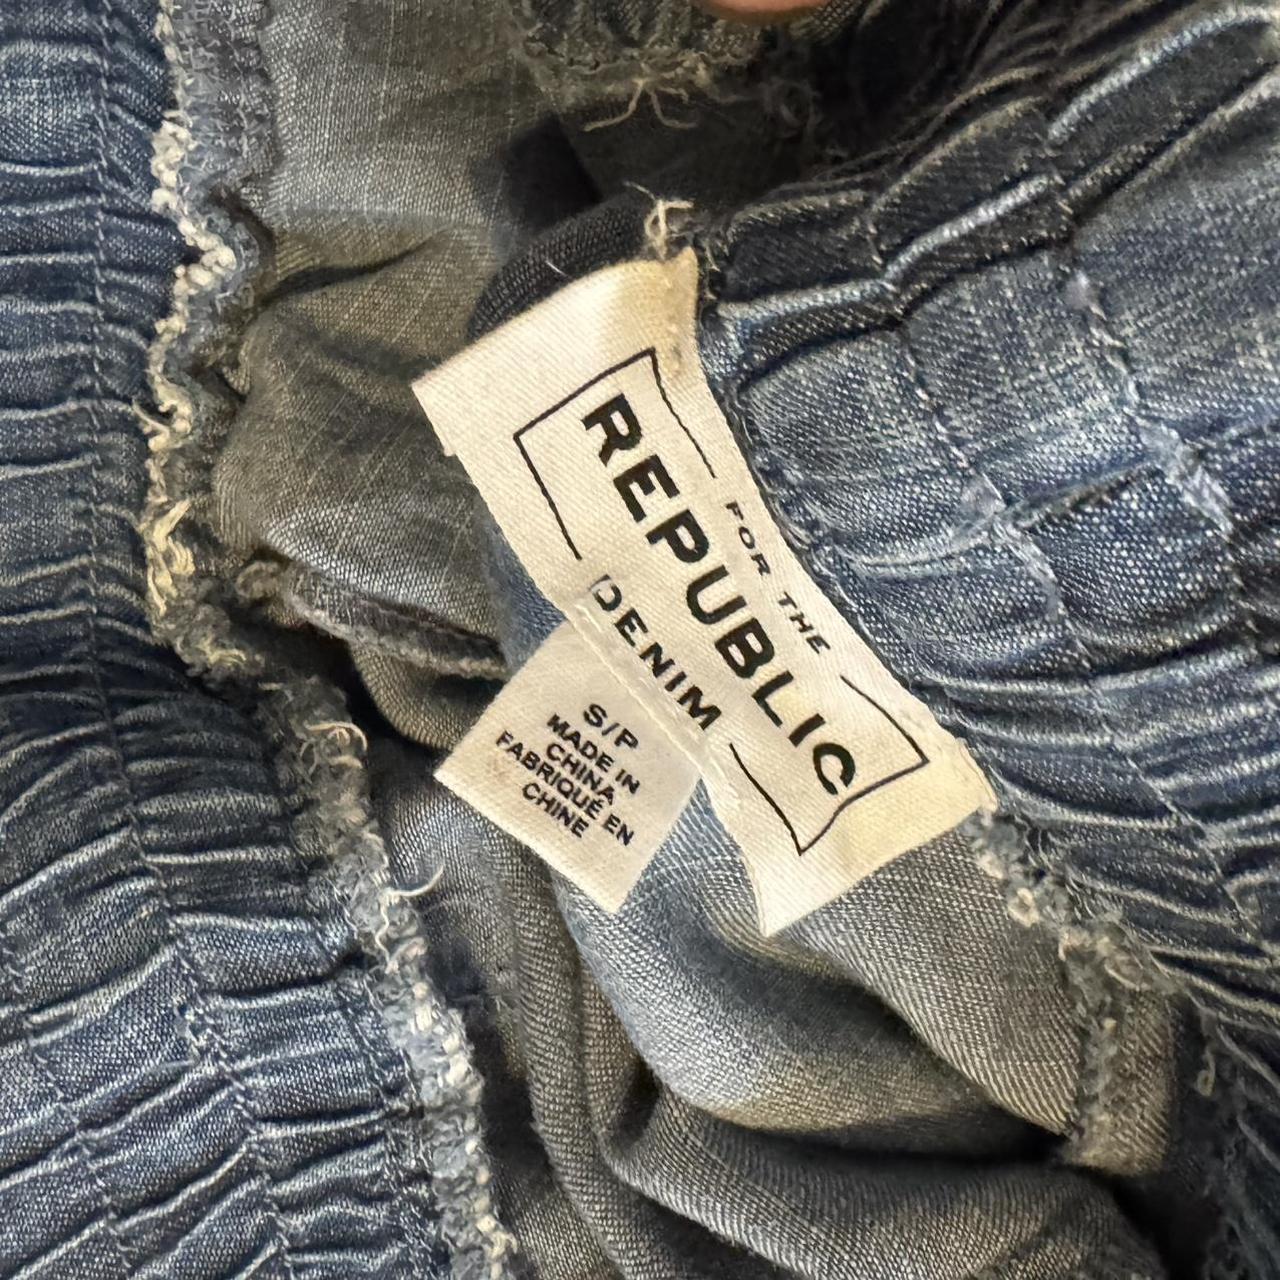 FOR THE
REPUBLIC
DENIM
S/P
MADE IN
CHINA
FABRIQUÉ EN
CHINE